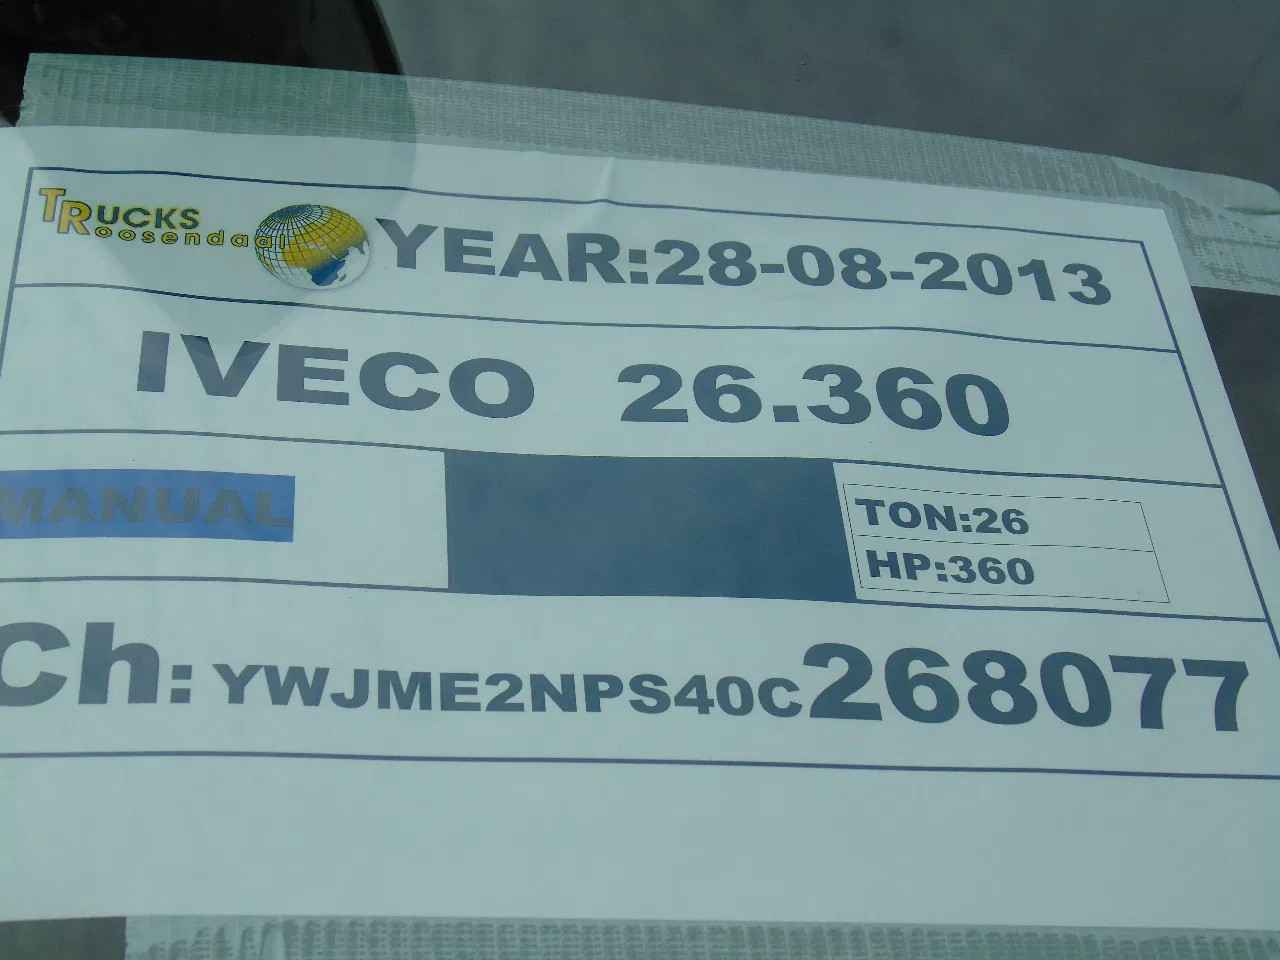 TRUCKS
Roosendaal
YEAR:28-08-2013
IVECO 26.360
MANUAL
TON:26
HP:360
Ch: YWJME2NPS40C268077